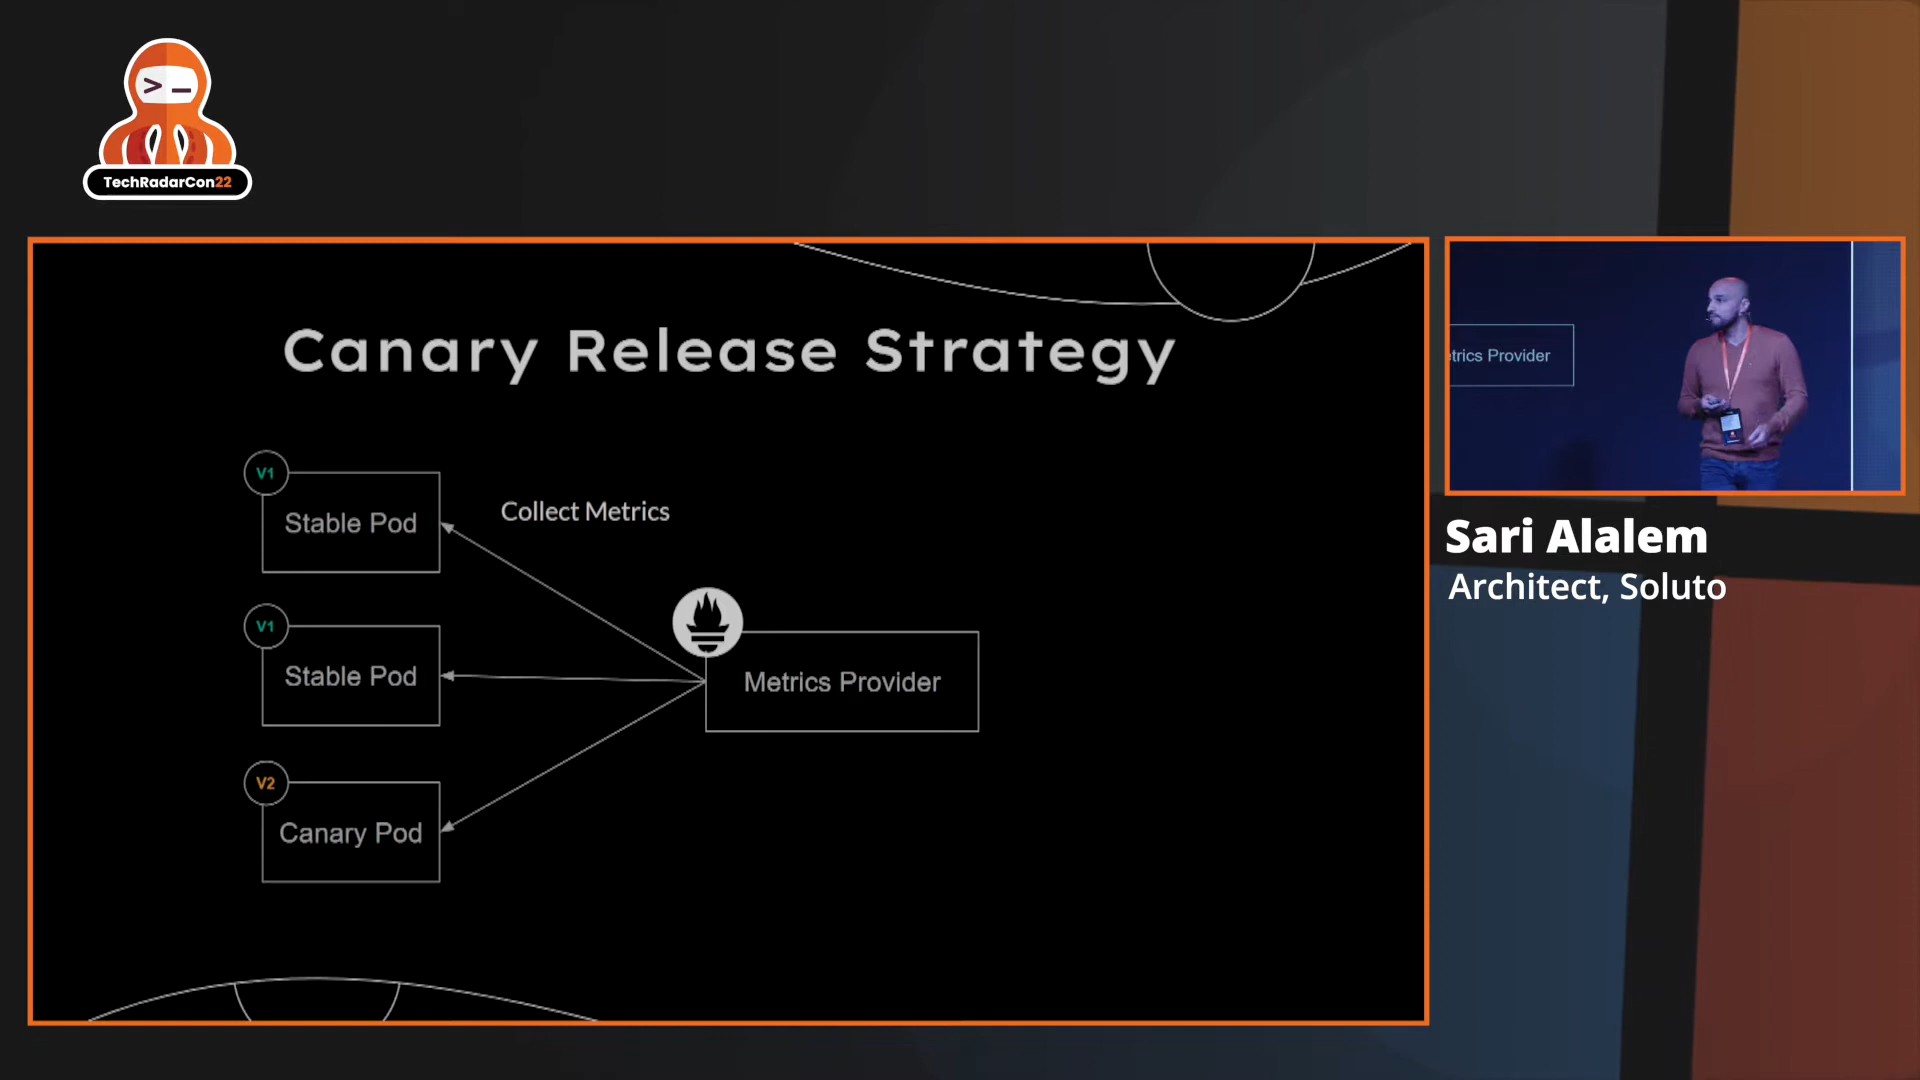 >_
TechRadarCon22
Canary Release Strategy
V1
Stable Pod
Collect Metrics
V1
Stable Pod
Metrics Provider
V2
Canary Pod
etrics Provider
Sari Alalem
Architect, Soluto